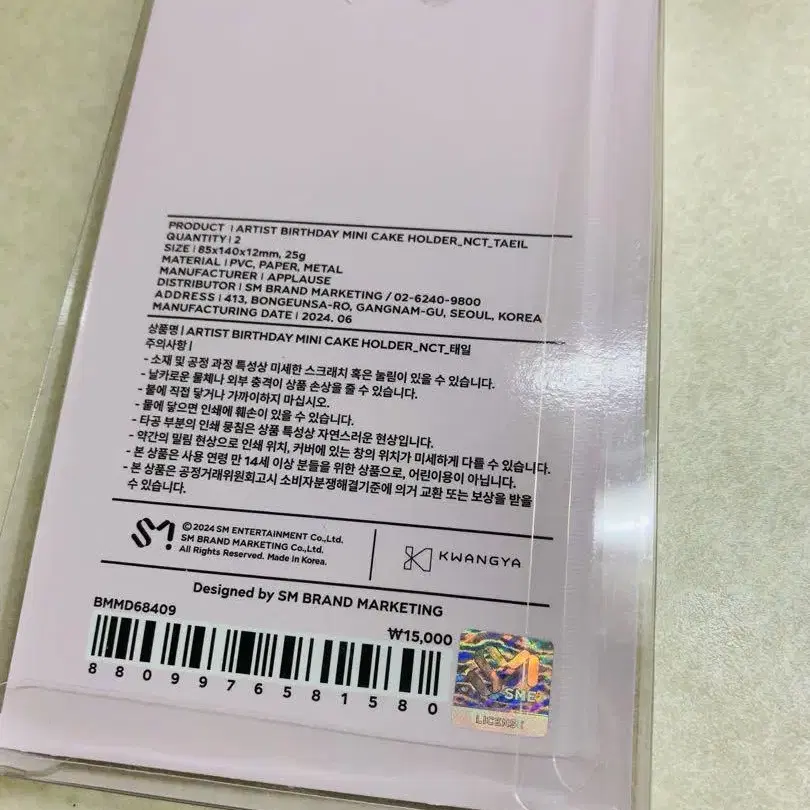 PRODUCT | ARTIST BIRTHDAY MINI CAKE HOLDER_NCT_TAEIL
QUANTITY | 2
SIZE | 85x140x12mm, 25g
MATERIAL | PVC, PAPER, METAL
MANUFACTURER | APPLAUSE
DISTRIBUTOR | SM BRAND MARKETING / 02-6240-9800
ADDRESS | 413, BONGEUNSA-RO, GANGNAM-GU, SEOUL, KOREA
MANUFACTURING DATE | 2024. 06
상품명 | ARTIST BIRTHDAY MINI CAKE HOLDER_NCT_태일
주의사항 |
- 소재 및 공정 과정 특성상 미세한 스크래치 혹은 눌림이 있을 수 있습니다.
- 날카로운 물체나 외부 충격이 상품 손상을 줄 수 있습니다.
- 불에 직접 닿거나 가까이하지 마십시오.
- 물에 닿으면 인쇄에 훼손이 있을 수 있습니다.
- 타공 부분의 인쇄 뭉침은 상품 특성상 자연스러운 현상입니다.
- 약간의 밀림 현상으로 인쇄 위치, 커버에 있는 창의 위치가 미세하게 다를 수 있습니다.
- 본 상품은 사용 연령 만 14세 이상 분들을 위한 상품으로, 어린이용이 아닙니다.
- 본 상품은 공정거래위원회고시 소비자분쟁해결기준에 의거 교환 또는 보상을 받을
수 있습니다.
SM
© 2024 SM ENTERTAINMENT Co.,Ltd.
SM BRAND MARKETING Co.,Ltd.
All Rights Reserved. Made in Korea.
KWANGYA
Designed by SM BRAND MARKETING
BMMD68409
₩15,000
8809976581580
SM
SME
LICENSE